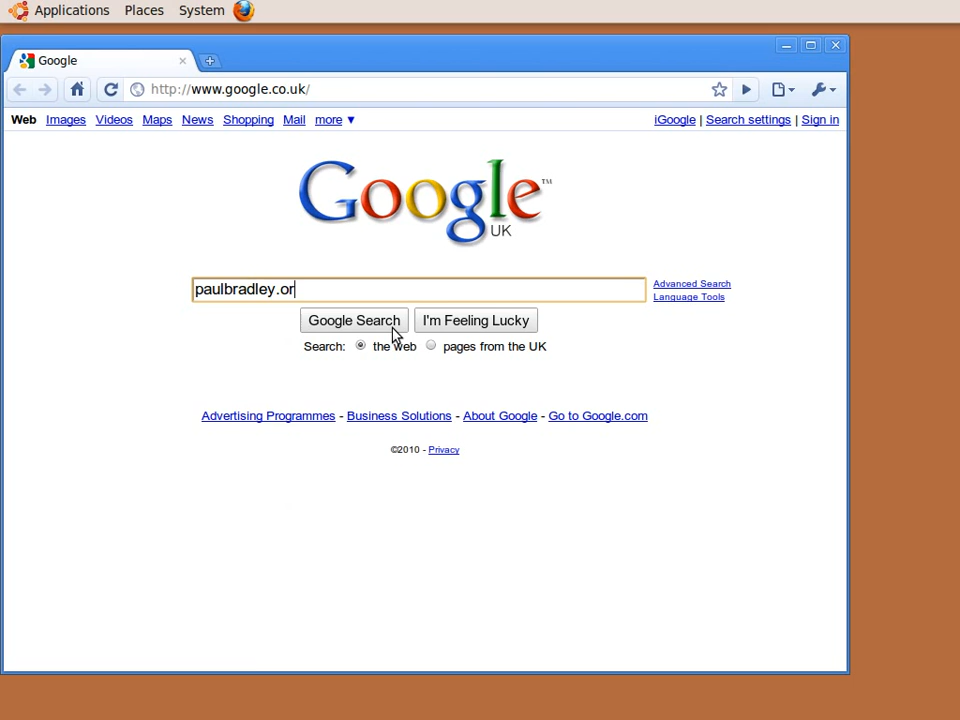 Applications Places System
Google
http://www.google.co.uk/
Web Images Videos Maps News Shopping Mail more ▼ iGoogle | Search settings | Sign in
Google™
UK
paulbradley.or
Advanced Search
Language Tools
Google Search I'm Feeling Lucky
Search: the web pages from the UK
Advertising Programmes - Business Solutions - About Google - Go to Google.com
©2010 - Privacy